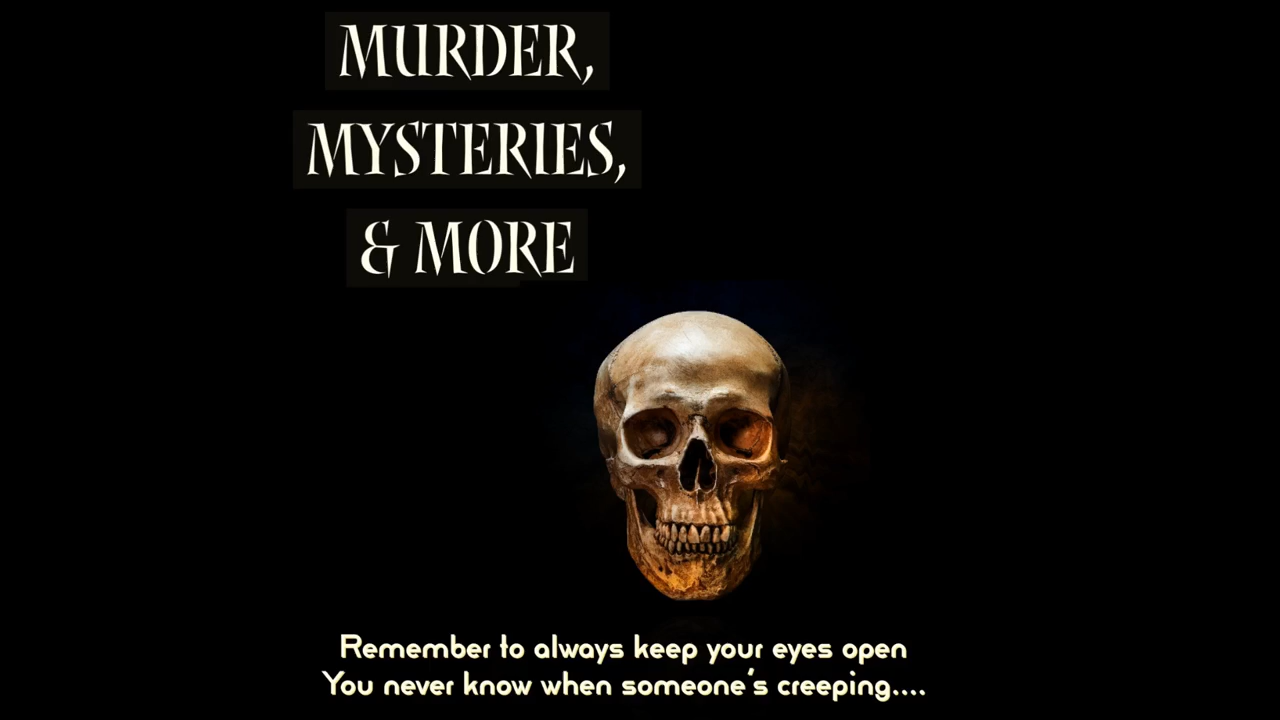 MURDER,
MYSTERIES,
& MORE
Remember to always keep your eyes open
You never know when someone's creeping....